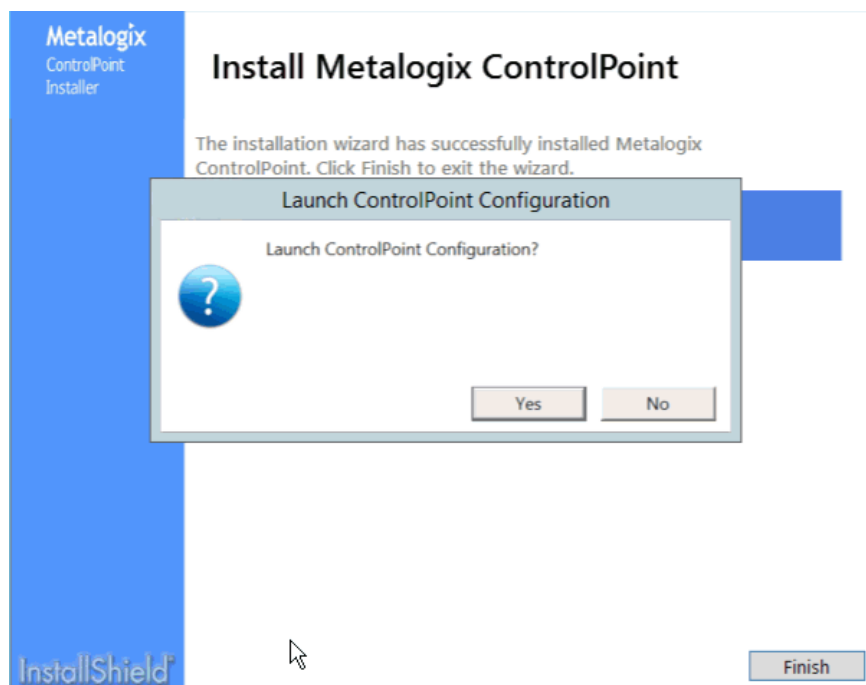 Metalogix
ControlPoint
Installer
Install Metalogix ControlPoint
The installation wizard has successfully installed Metalogix
ControlPoint. Click Finish to exit the wizard.
Launch ControlPoint Configuration
Launch ControlPoint Configuration?
?
Yes
No
InstallShield
Finish